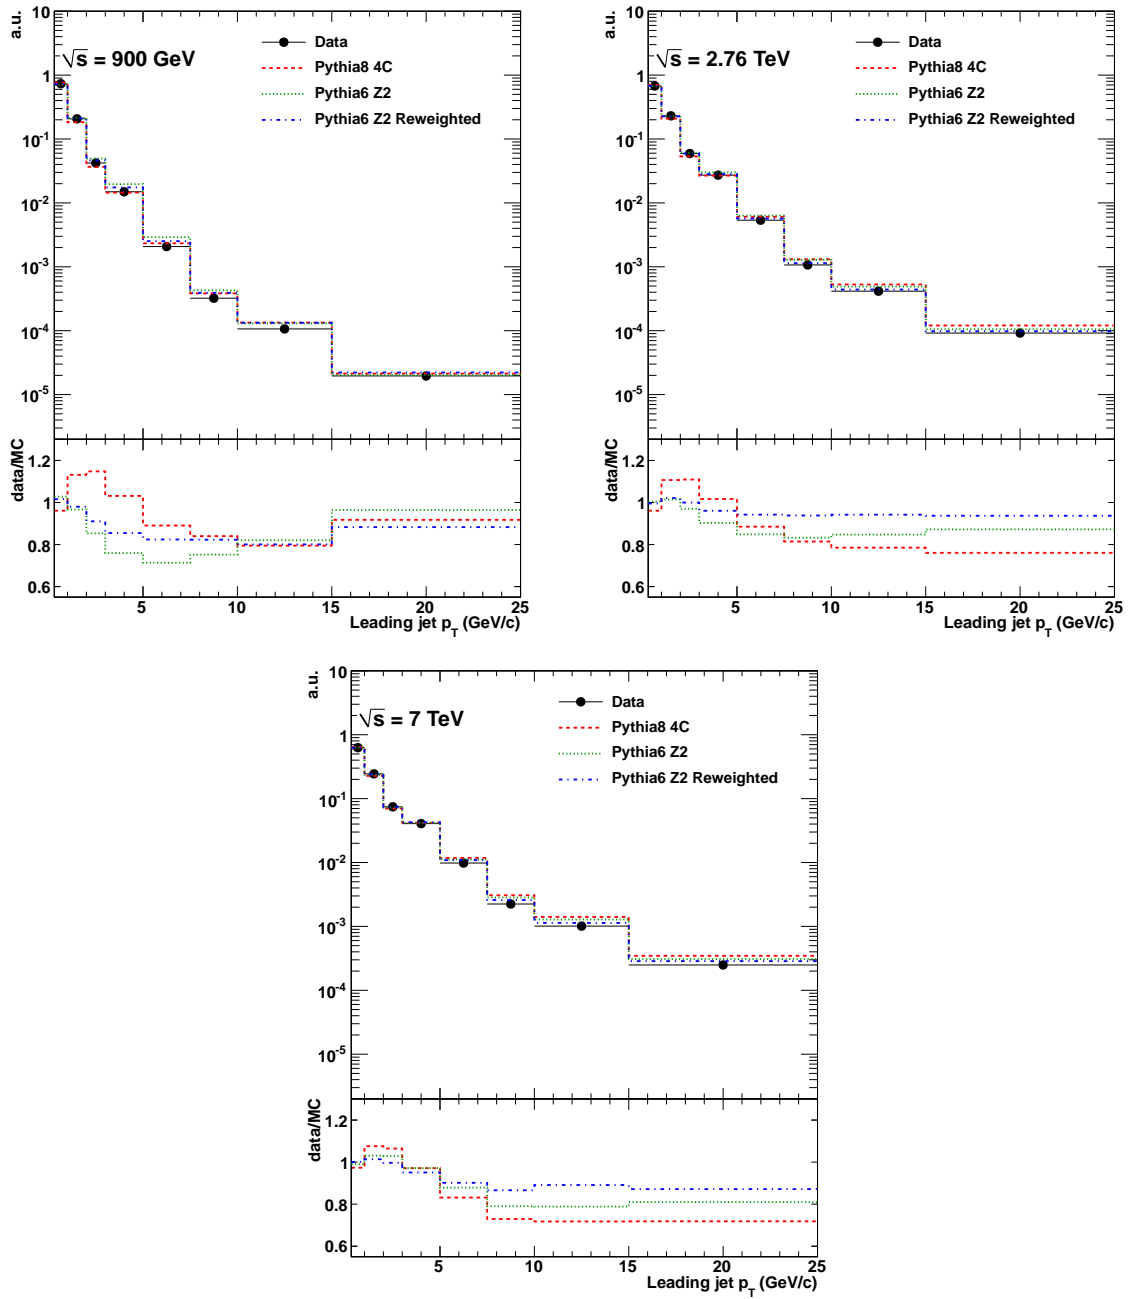 a.u.
10
1
10^-1
10^-2
10^-3
10^-4
10^-5
√s = 900 GeV
Data
Pythia8 4C
Pythia6 Z2
Pythia6 Z2 Reweighted
data/MC
1.2
1
0.8
0.6
5 10 15 20 25
Leading jet p_T (GeV/c)
a.u.
10
1
10^-1
10^-2
10^-3
10^-4
10^-5
√s = 2.76 TeV
Data
Pythia8 4C
Pythia6 Z2
Pythia6 Z2 Reweighted
data/MC
1.2
1
0.8
0.6
5 10 15 20 25
Leading jet p_T (GeV/c)
a.u.
10
1
10^-1
10^-2
10^-3
10^-4
10^-5
√s = 7 TeV
Data
Pythia8 4C
Pythia6 Z2
Pythia6 Z2 Reweighted
data/MC
1.2
1
0.8
0.6
5 10 15 20 25
Leading jet p_T (GeV/c)